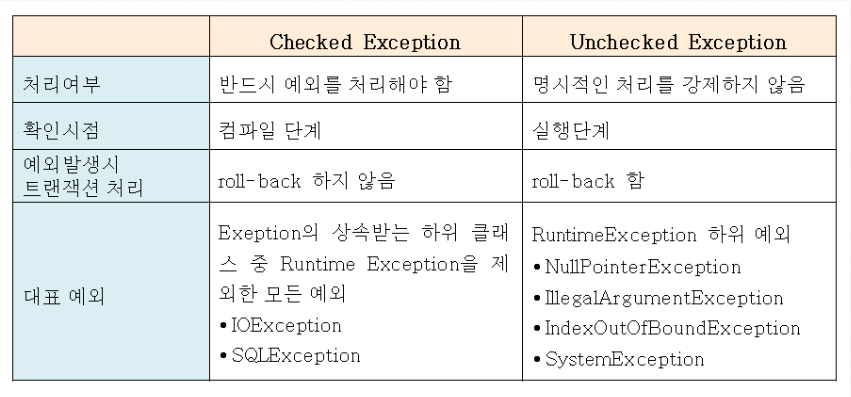 Checked Exception
Unchecked Exception
처리여부
반드시 예외를 처리해야 함
명시적인 처리를 강제하지 않음
확인시점
컴파일 단계
실행단계
예외발생시
트랜잭션 처리
roll-back 하지 않음
roll-back 함
대표 예외
Exeption의 상속받는 하위 클래
스 중 Runtime Exception을 제
외한 모든 예외
•IOException
•SQLException
RuntimeException 하위 예외
•NullPointerException
•IllegalArgumentException
•IndexOutOfBoundException
•SystemException